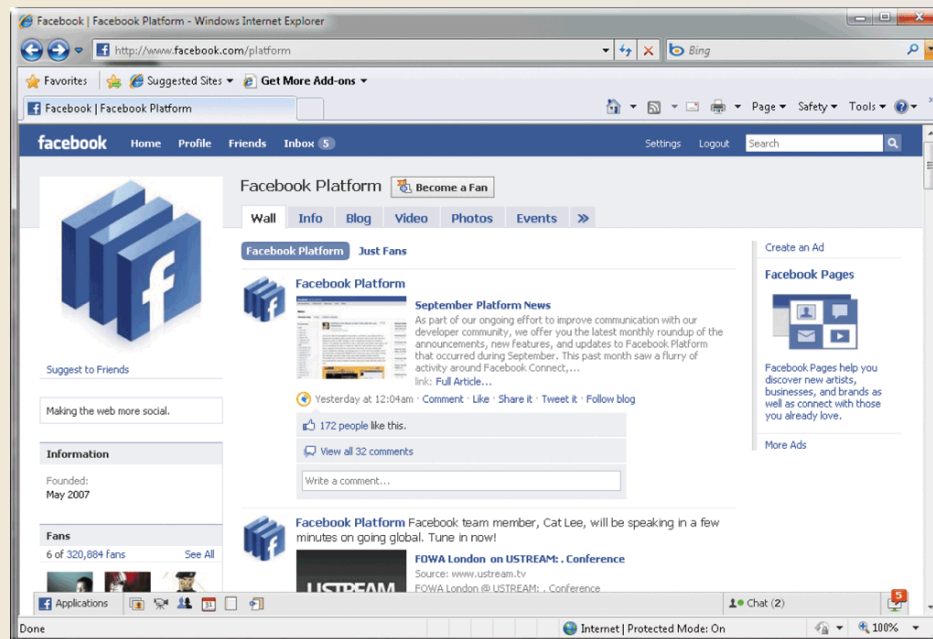 Facebook | Facebook Platform - Windows Internet Explorer
http://www.facebook.com/platform
Bing
Favorites
Suggested Sites
Get More Add-ons
Facebook | Facebook Platform
Page
Safety
Tools
facebook
Home
Profile
Friends
Inbox 5
Settings
Logout
Search
Facebook Platform
Become a Fan
Wall
Info
Blog
Video
Photos
Events
Facebook Platform
Just Fans
Facebook Platform
September Platform News
As part of our ongoing effort to improve communication with our
developer community, we offer you the latest monthly roundup of the
announcements, new features, and updates to Facebook Platform
that occurred during September. This past month saw a flurry of
activity around Facebook Connect,...
link: Full Article...
Yesterday at 12:04am · Comment · Like · Share it · Tweet it · Follow blog
172 people like this.
View all 32 comments
Write a comment...
Facebook Platform Facebook team member, Cat Lee, will be speaking in a few
minutes on going global. Tune in now!
USTREAM
FOWA London on USTREAM: . Conference
Source: www.ustream.tv
FOWA London @ USTREAM: . Conference
Suggest to Friends
Making the web more social.
Information
Founded:
May 2007
Fans
6 of 320,884 fans
See All
Create an Ad
Facebook Pages
Facebook Pages help you
discover new artists,
businesses, and brands as
well as connect with those
you already love.
More Ads
Applications
31
Chat (2)
5
Done
Internet | Protected Mode: On
100%